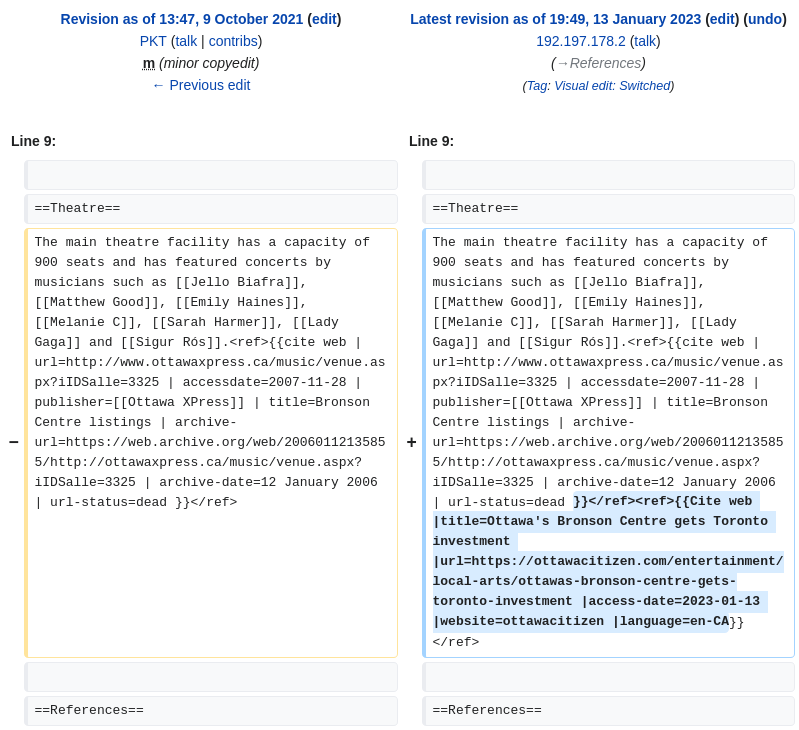 Revision as of 13:47, 9 October 2021 (edit)
PKT (talk | contribs)
m (minor copyedit)
← Previous edit
Latest revision as of 19:49, 13 January 2023 (edit) (undo)
192.197.178.2 (talk)
(→References)
(Tag: Visual edit: Switched)
Line 9:
Line 9:
==Theatre==
==Theatre==
−
The main theatre facility has a capacity of
900 seats and has featured concerts by
musicians such as [[Jello Biafra]],
[[Matthew Good]], [[Emily Haines]],
[[Melanie C]], [[Sarah Harmer]], [[Lady
Gaga]] and [[Sigur Rós]].<ref>{{cite web |
url=http://www.ottawaxpress.ca/music/venue.as
px?iIDSalle=3325 | accessdate=2007-11-28 |
publisher=[[Ottawa XPress]] | title=Bronson
Centre listings | archive-
url=https://web.archive.org/web/2006011213585
5/http://ottawaxpress.ca/music/venue.aspx?
iIDSalle=3325 | archive-date=12 January 2006
| url-status=dead }}</ref>
+
The main theatre facility has a capacity of
900 seats and has featured concerts by
musicians such as [[Jello Biafra]],
[[Matthew Good]], [[Emily Haines]],
[[Melanie C]], [[Sarah Harmer]], [[Lady
Gaga]] and [[Sigur Rós]].<ref>{{cite web |
url=http://www.ottawaxpress.ca/music/venue.as
px?iIDSalle=3325 | accessdate=2007-11-28 |
publisher=[[Ottawa XPress]] | title=Bronson
Centre listings | archive-
url=https://web.archive.org/web/2006011213585
5/http://ottawaxpress.ca/music/venue.aspx?
iIDSalle=3325 | archive-date=12 January 2006
| url-status=dead }}</ref><ref>{{Cite web
|title=Ottawa's Bronson Centre gets Toronto
investment
|url=https://ottawacitizen.com/entertainment/
local-arts/ottawas-bronson-centre-gets-
toronto-investment |access-date=2023-01-13
|website=ottawacitizen |language=en-CA}}
</ref>
==References==
==References==